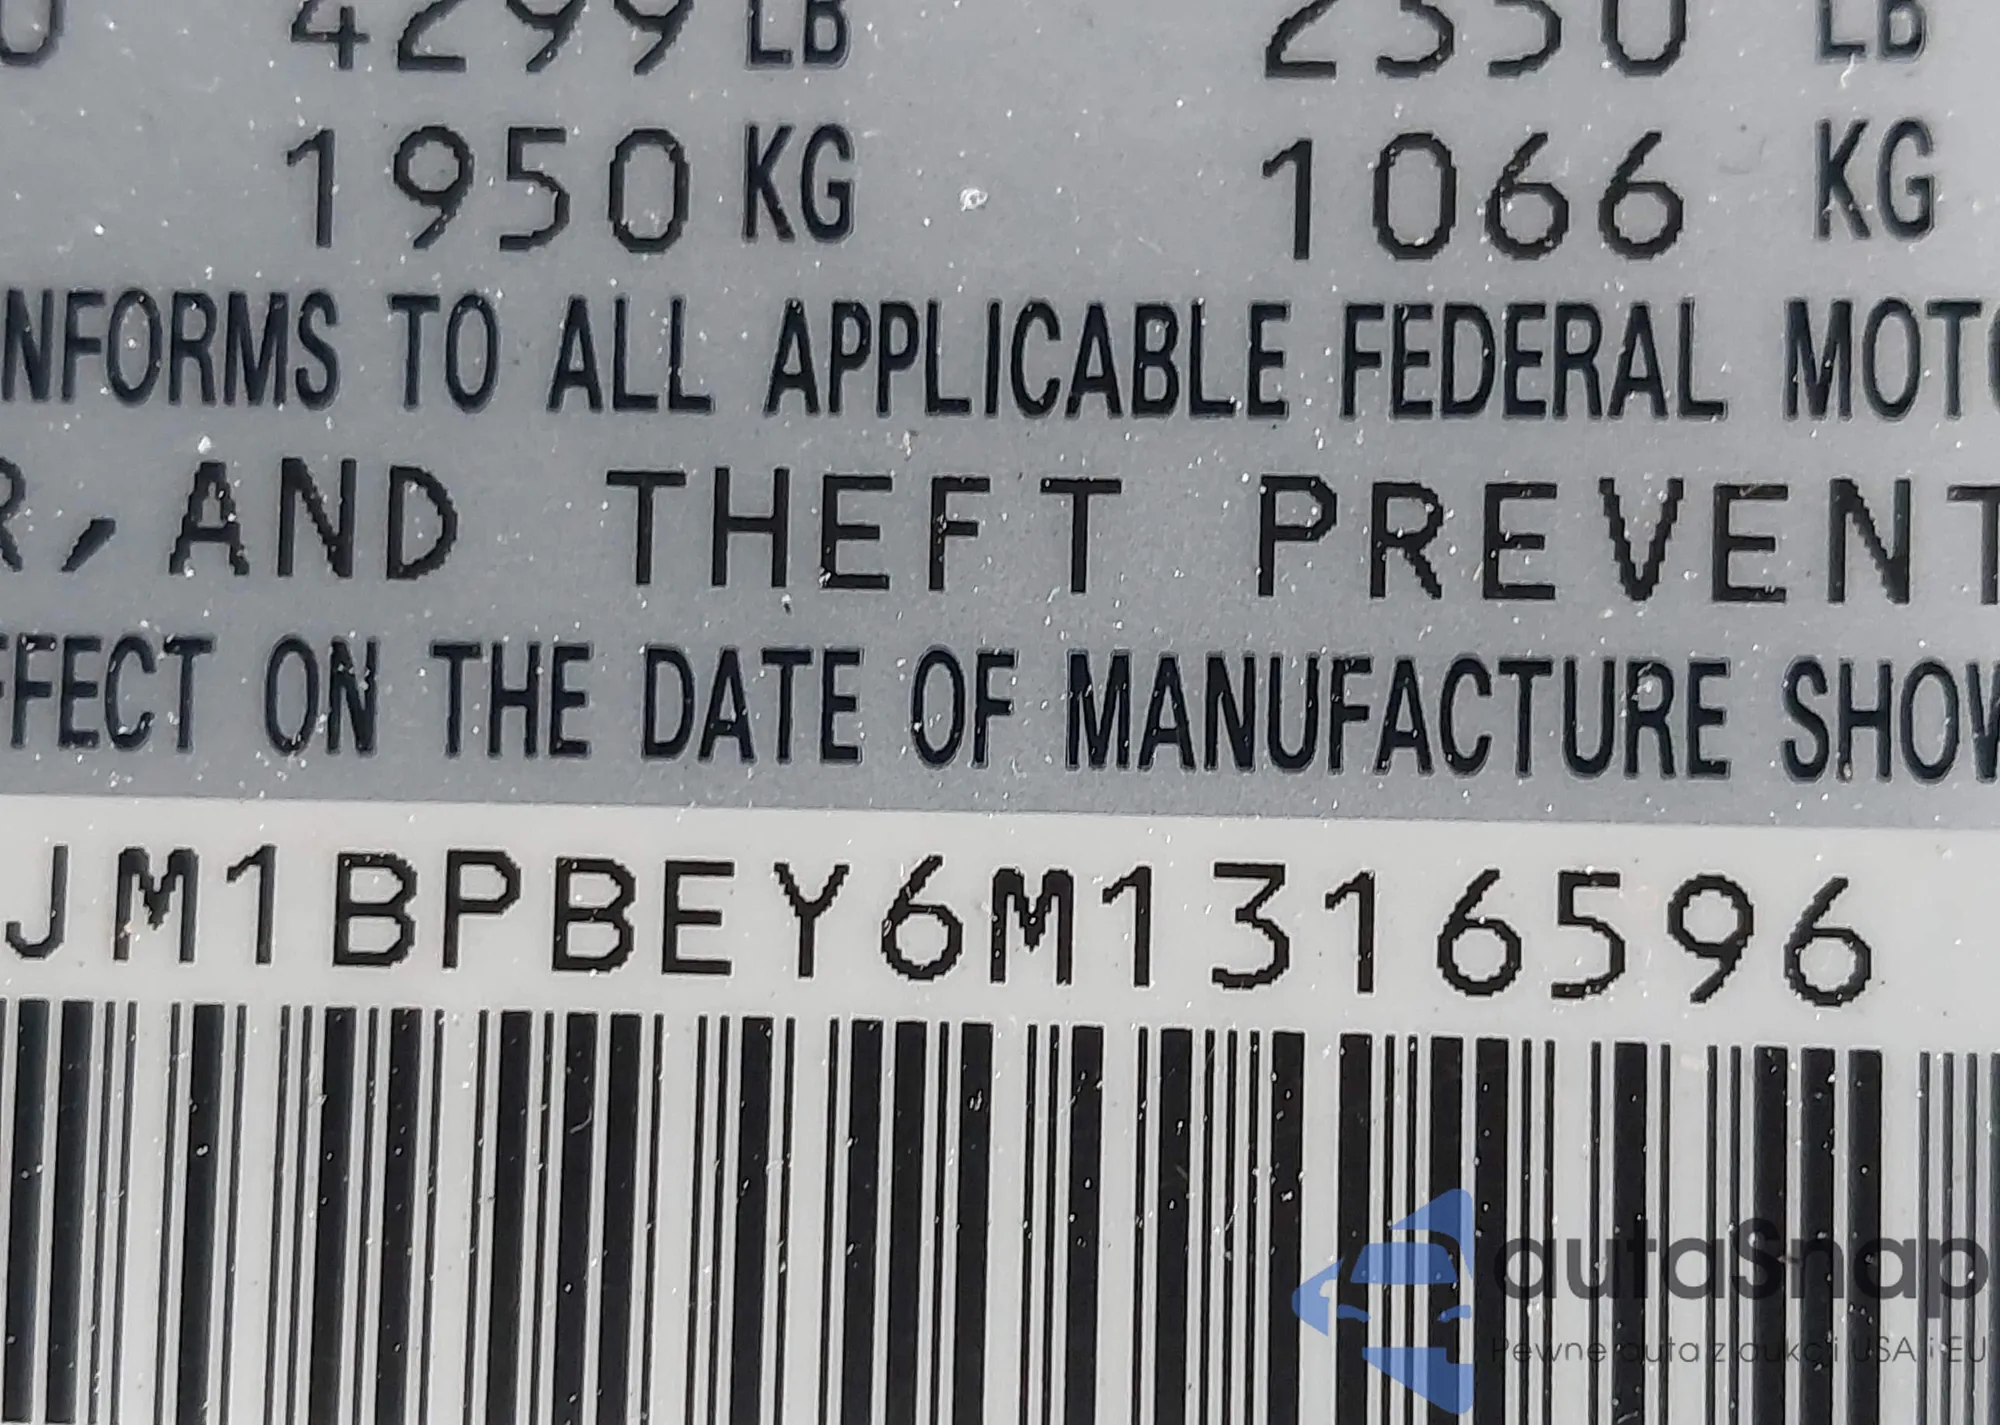 4299 LB 2350 LB
1950 KG 1066 KG
NFORMS TO ALL APPLICABLE FEDERAL MOTO
R, AND THEFT PREVENT
FFECT ON THE DATE OF MANUFACTURE SHOW
JM1BPBEY6M1316596
autaSnap
Pewne auta z aukcji USA i EU